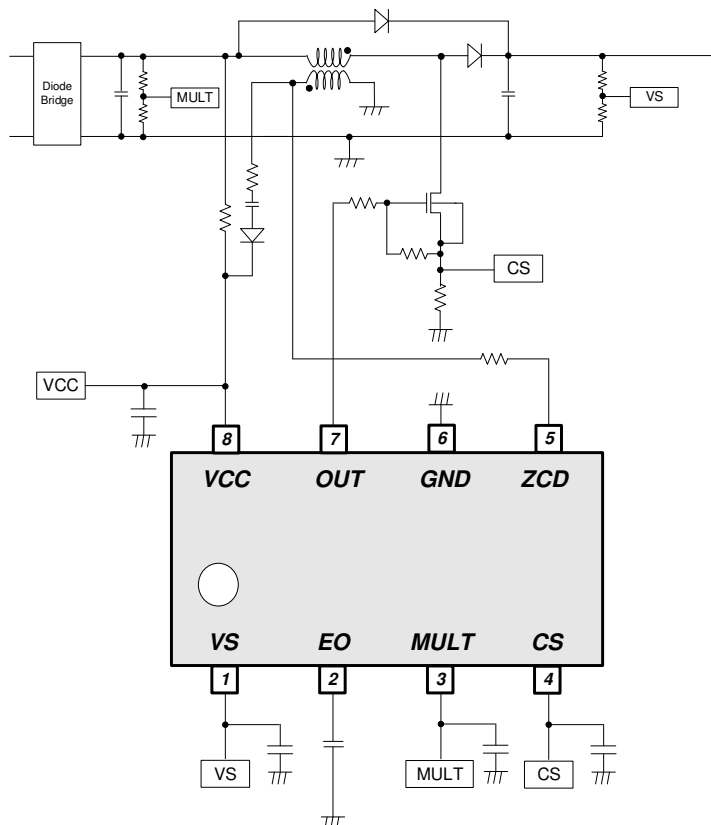 Diode
Bridge
MULT
VS
CS
VCC
8
7
6
5
VCC
OUT
GND
ZCD
VS
EO
MULT
CS
1
2
3
4
VS
MULT
CS